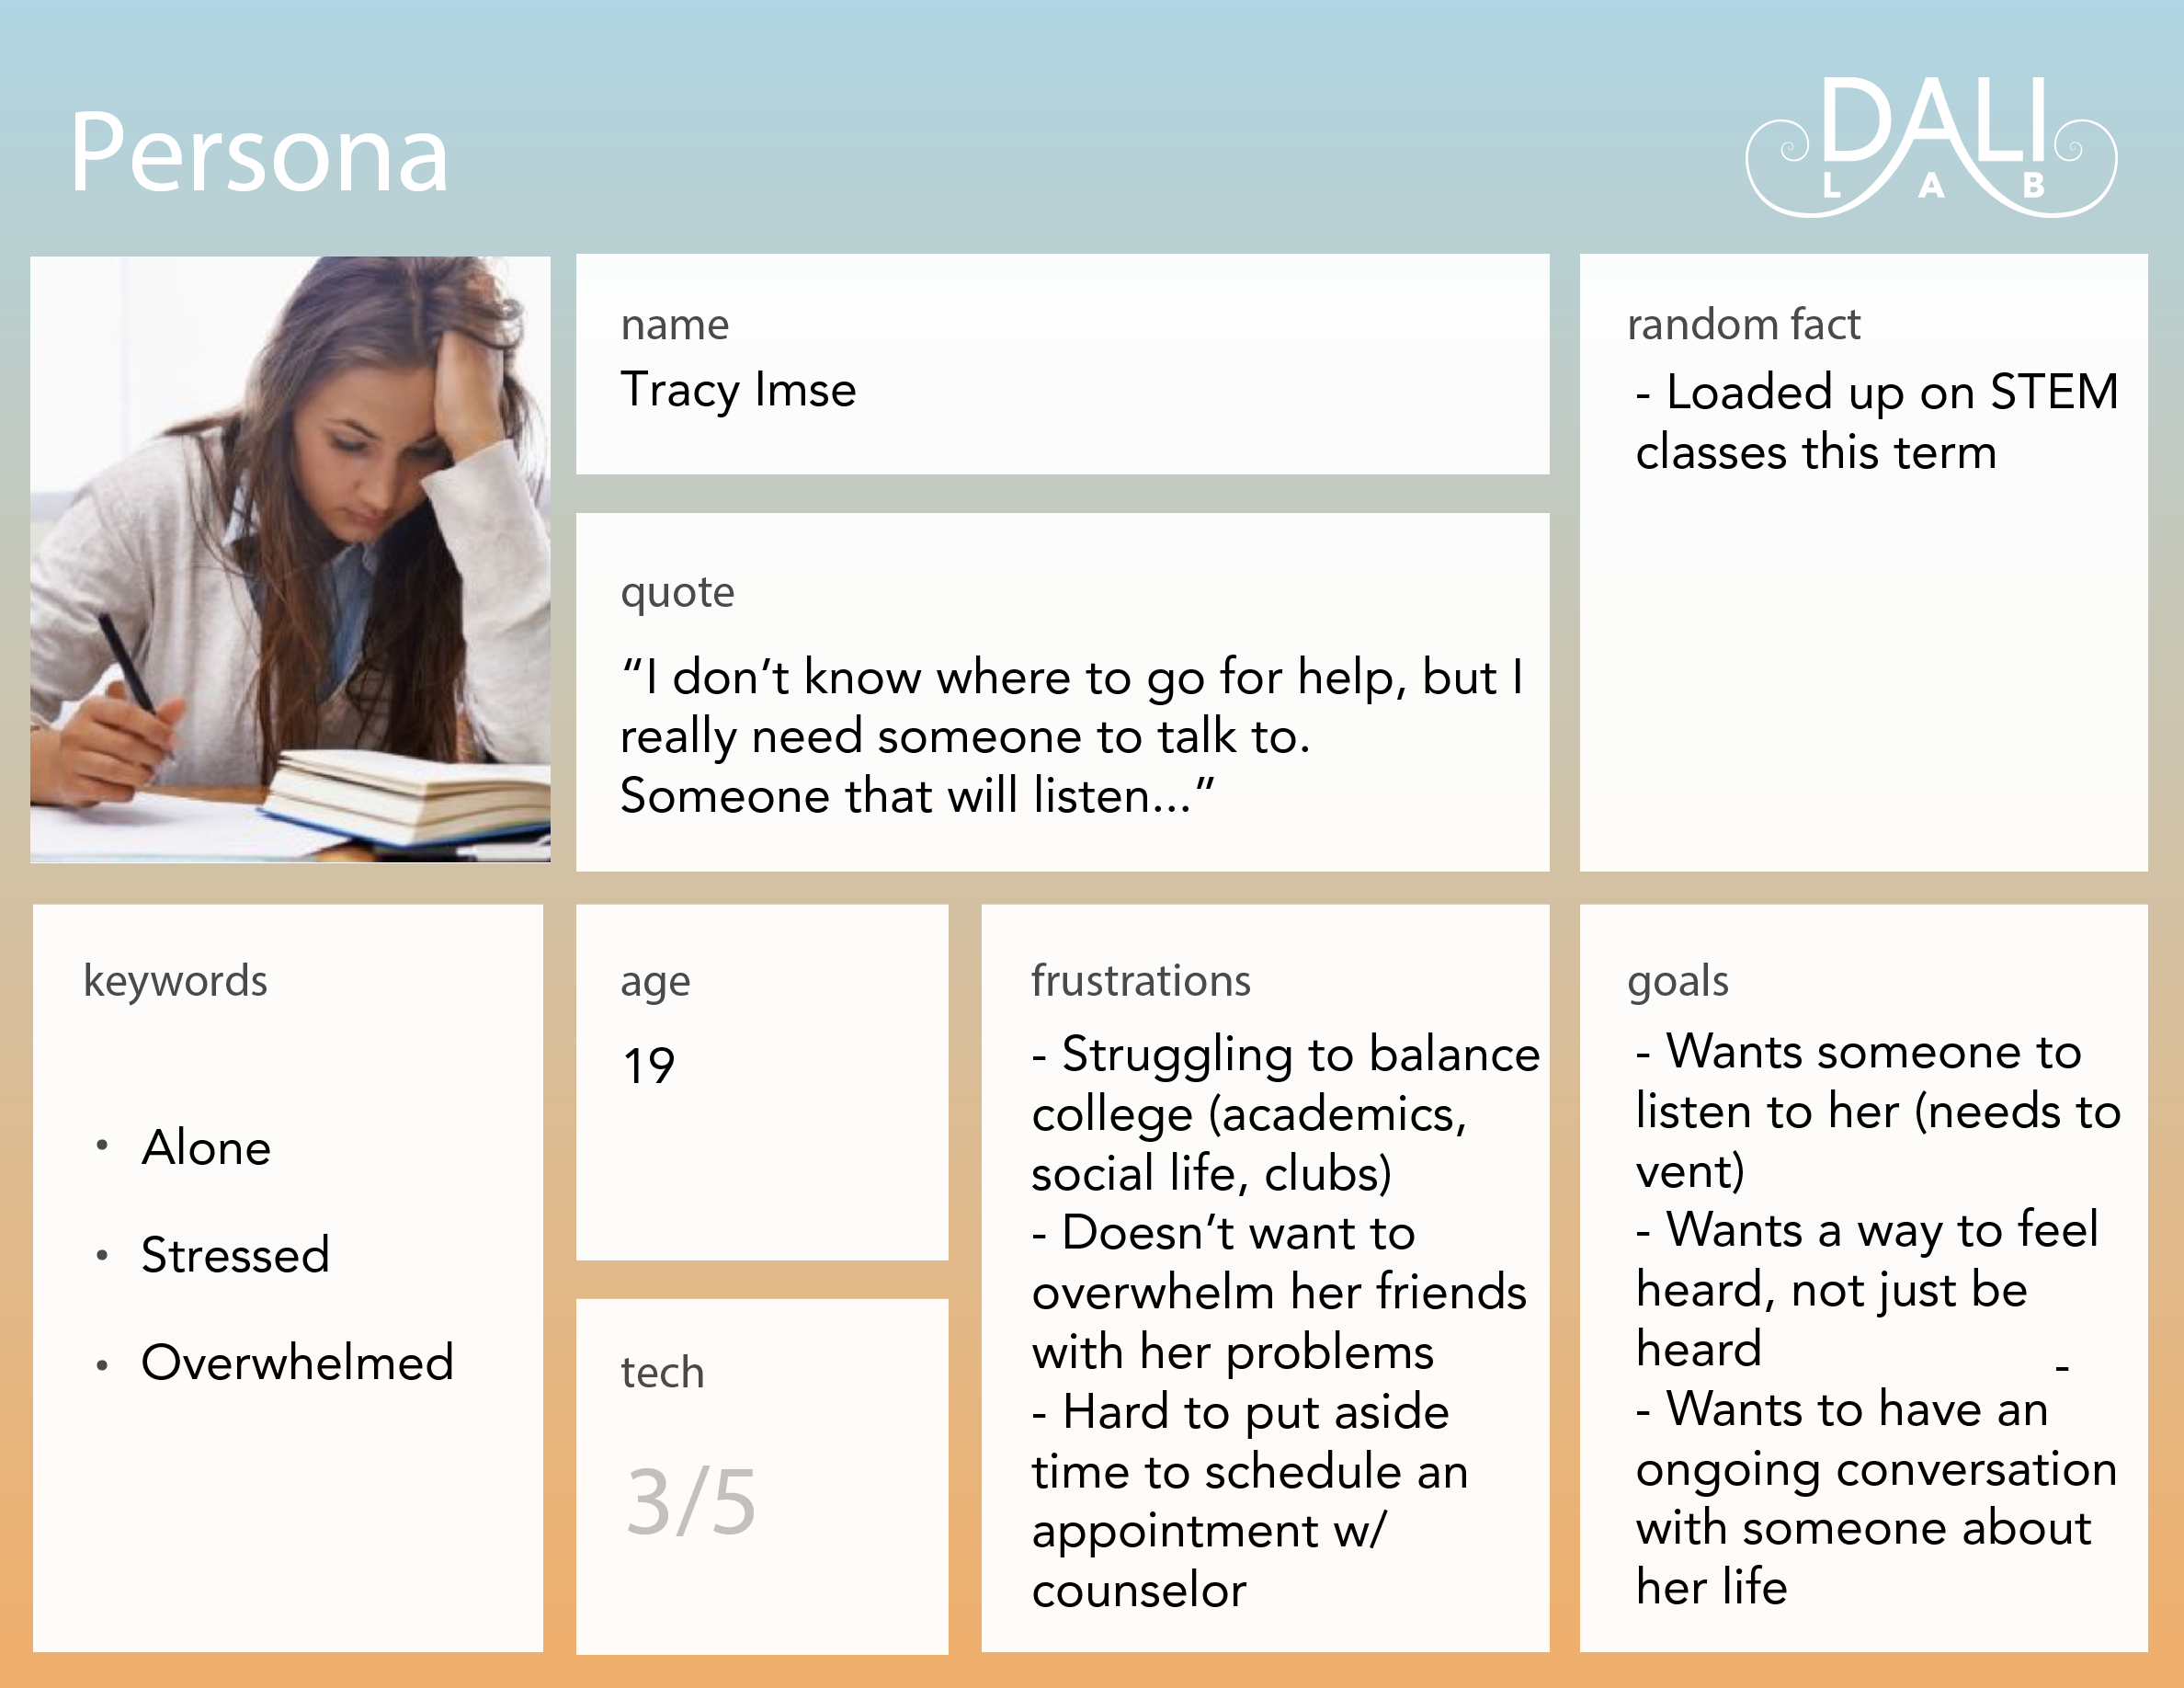 Persona
DALI
L A B
name
Tracy Imse
random fact
- Loaded up on STEM
classes this term
quote
“I don’t know where to go for help, but I
really need someone to talk to.
Someone that will listen...”
keywords
• Alone
• Stressed
• Overwhelmed
age
19
tech
3/5
frustrations
- Struggling to balance
college (academics,
social life, clubs)
- Doesn’t want to
overwhelm her friends
with her problems
- Hard to put aside
time to schedule an
appointment w/
counselor
goals
- Wants someone to
listen to her (needs to
vent)
- Wants a way to feel
heard, not just be
heard -
- Wants to have an
ongoing conversation
with someone about
her life